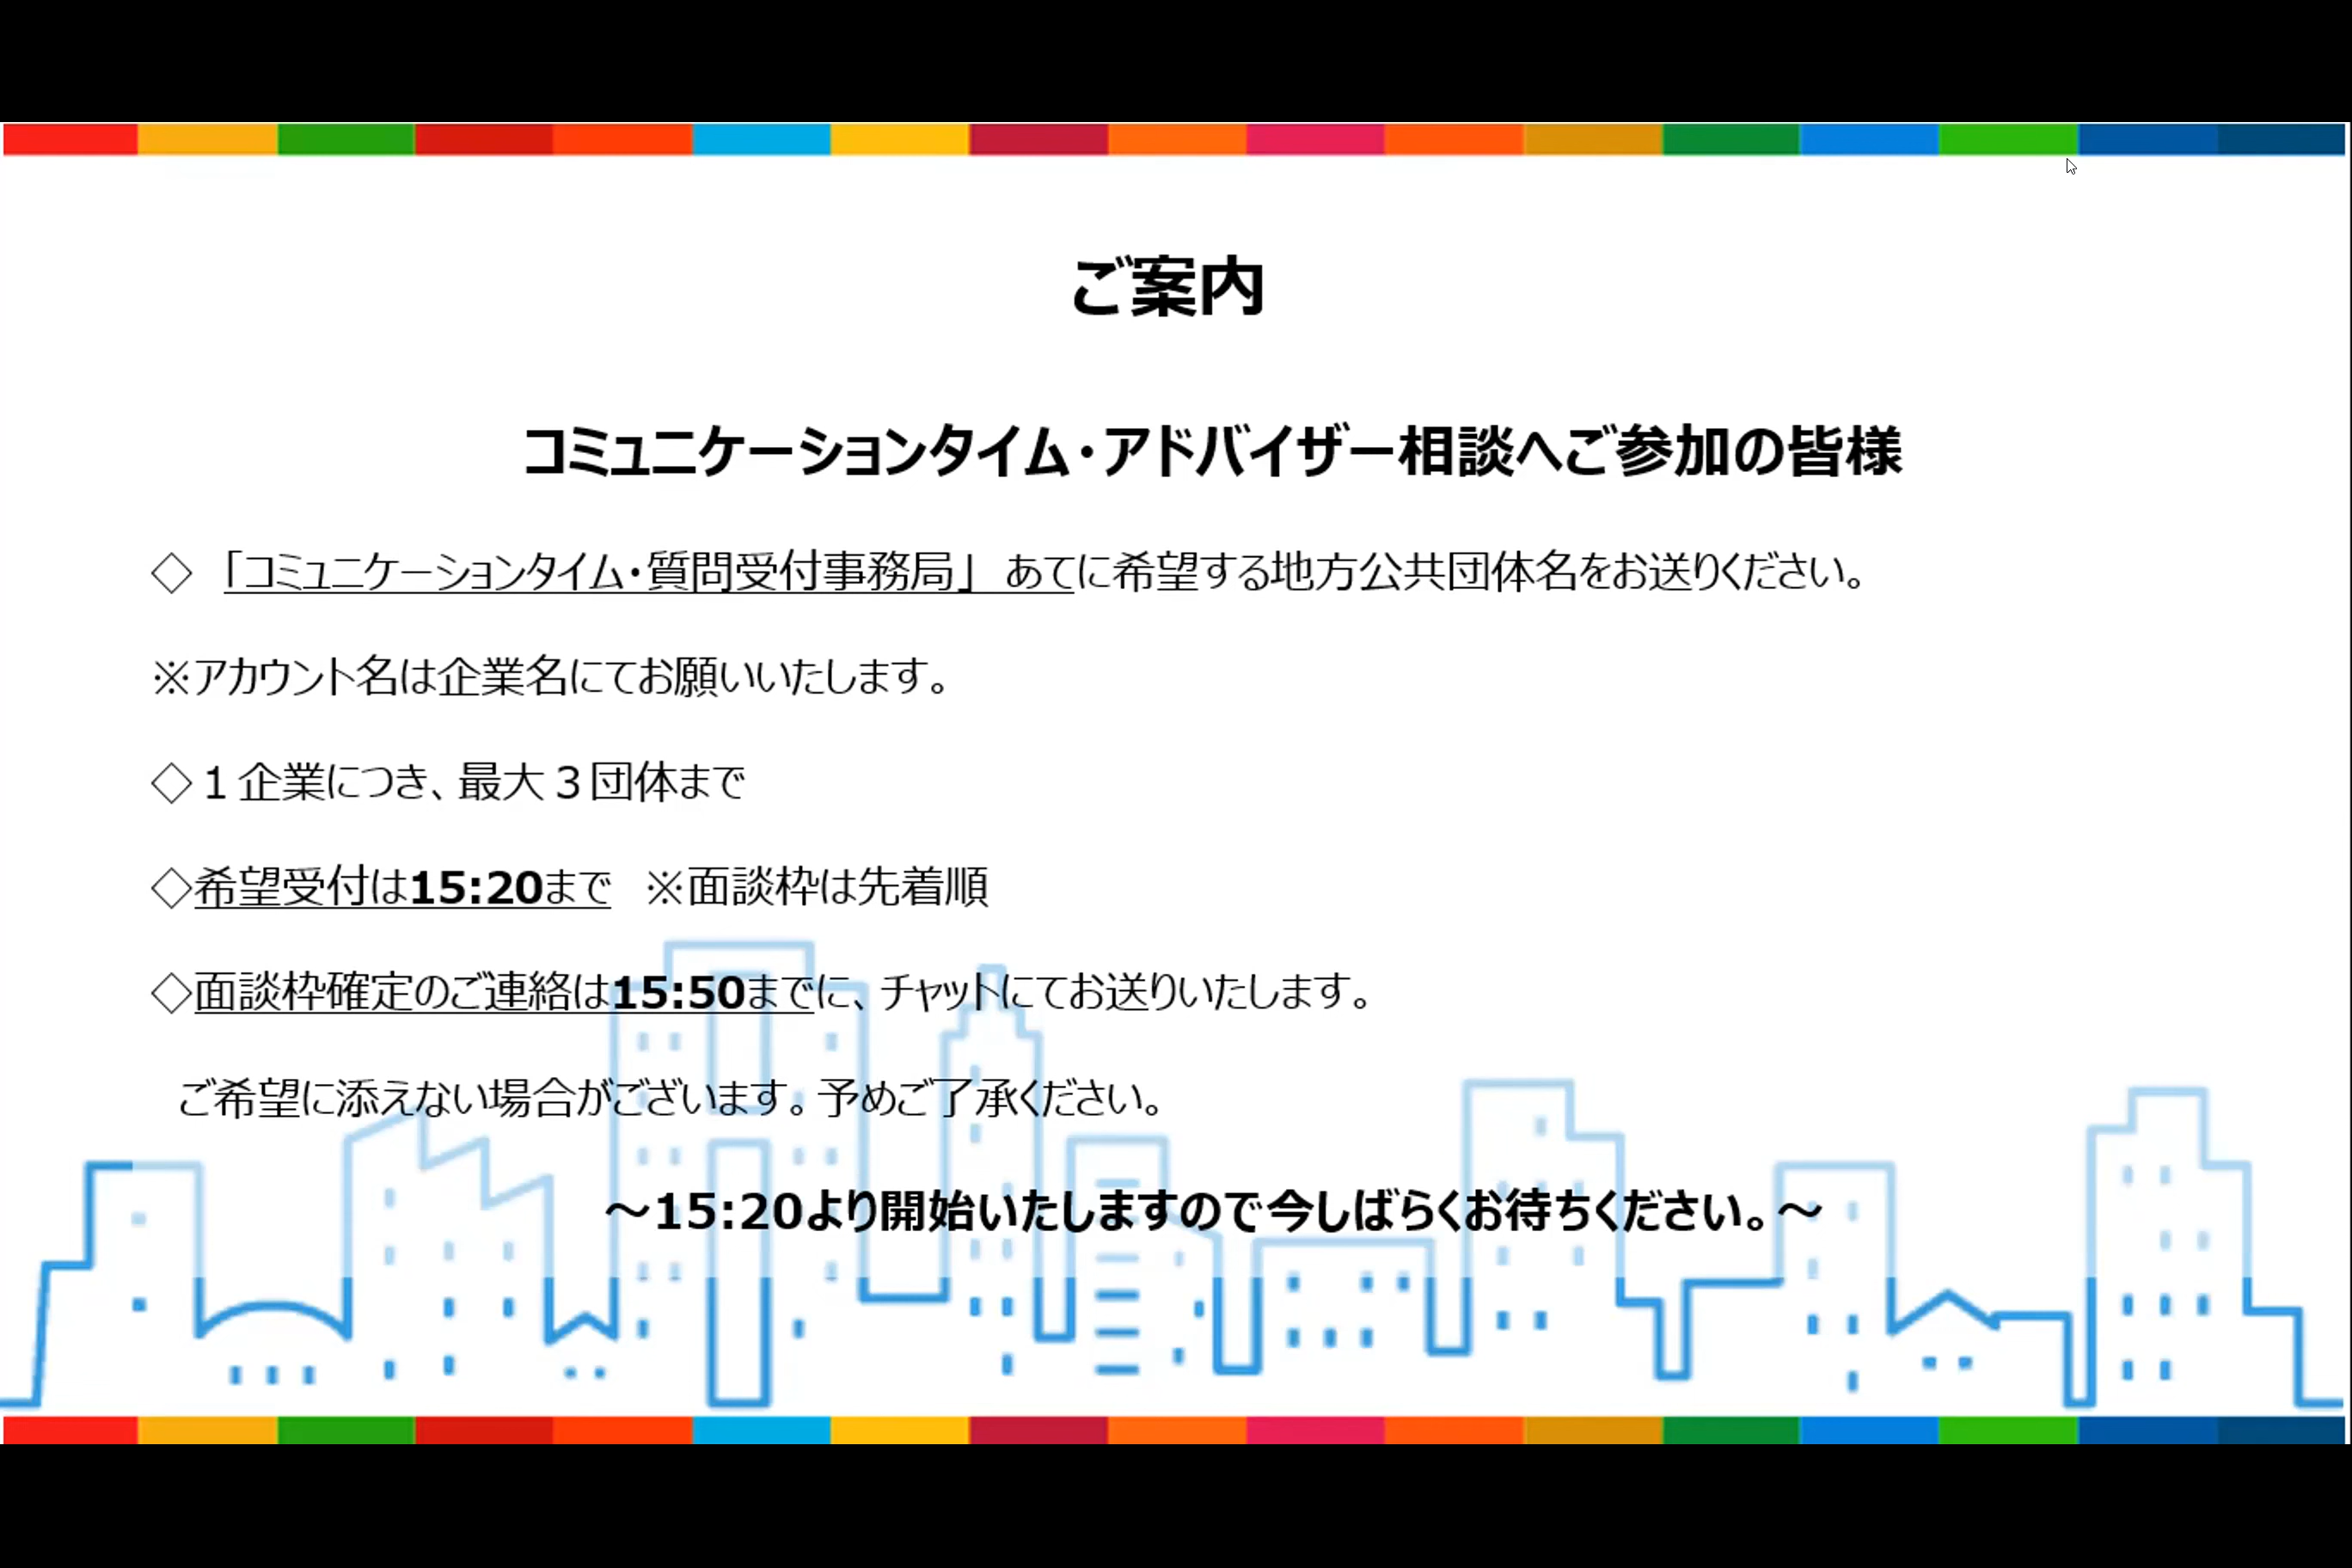 ご案内
コミュニケーションタイム・アドバイザー相談へご参加の皆様
◇ 「コミュニケーションタイム・質問受付事務局」 あてに希望する地方公共団体名をお送りください。
※アカウント名は企業名にてお願いいたします。
◇１企業につき、最大３団体まで
◇希望受付は15:20まで ※面談枠は先着順
◇面談枠確定のご連絡は15:50までに、チャットにてお送りいたします。
ご希望に添えない場合がございます。予めご了承ください。
～15:20より開始いたしますので今しばらくお待ちください。～